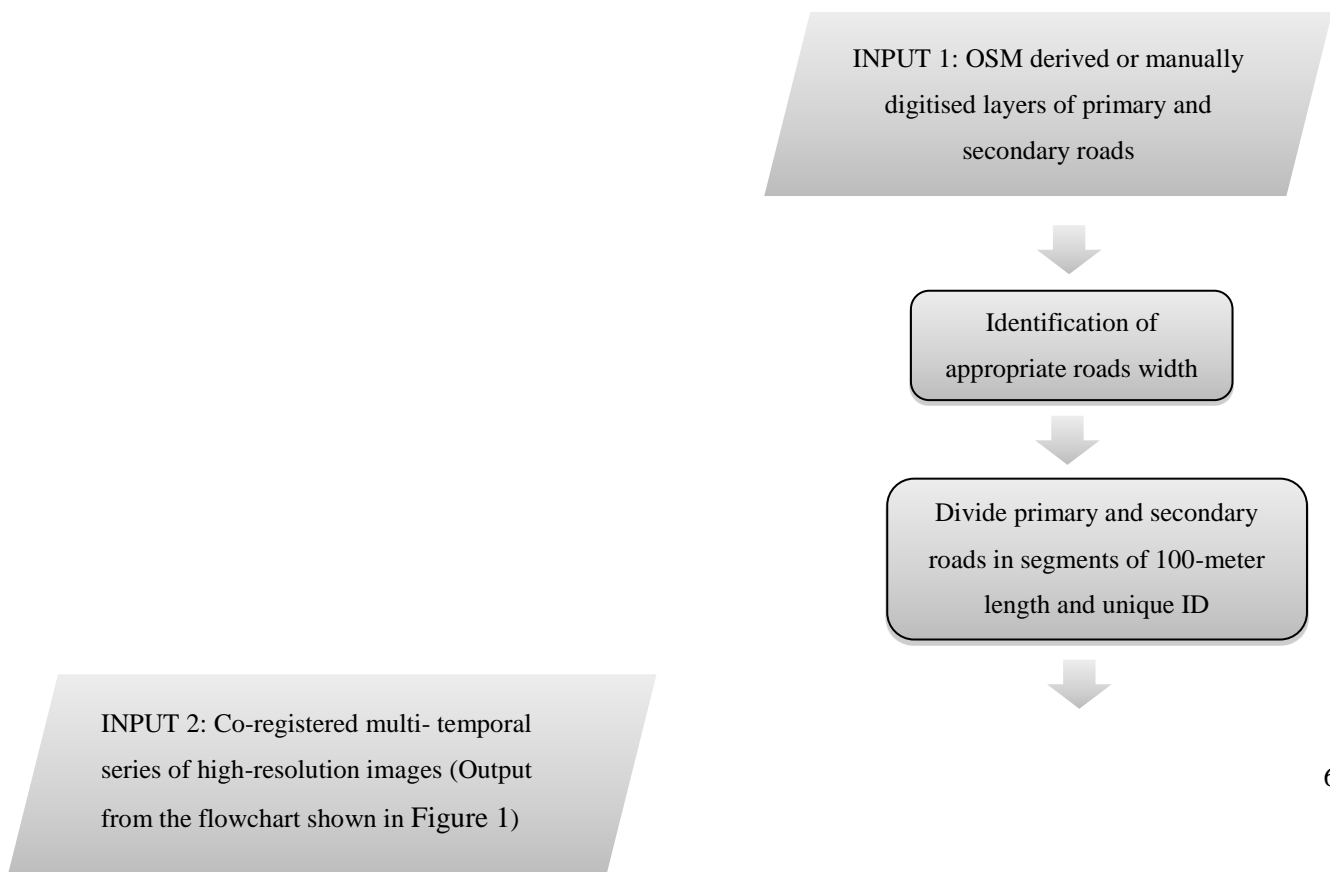 INPUT 1: OSM derived or manually
digitised layers of primary and
secondary roads
Identification of
appropriate roads width
Divide primary and secondary
roads in segments of 100-meter
length and unique ID
INPUT 2: Co-registered multi- temporal
series of high-resolution images (Output
from the flowchart shown in Figure 1)